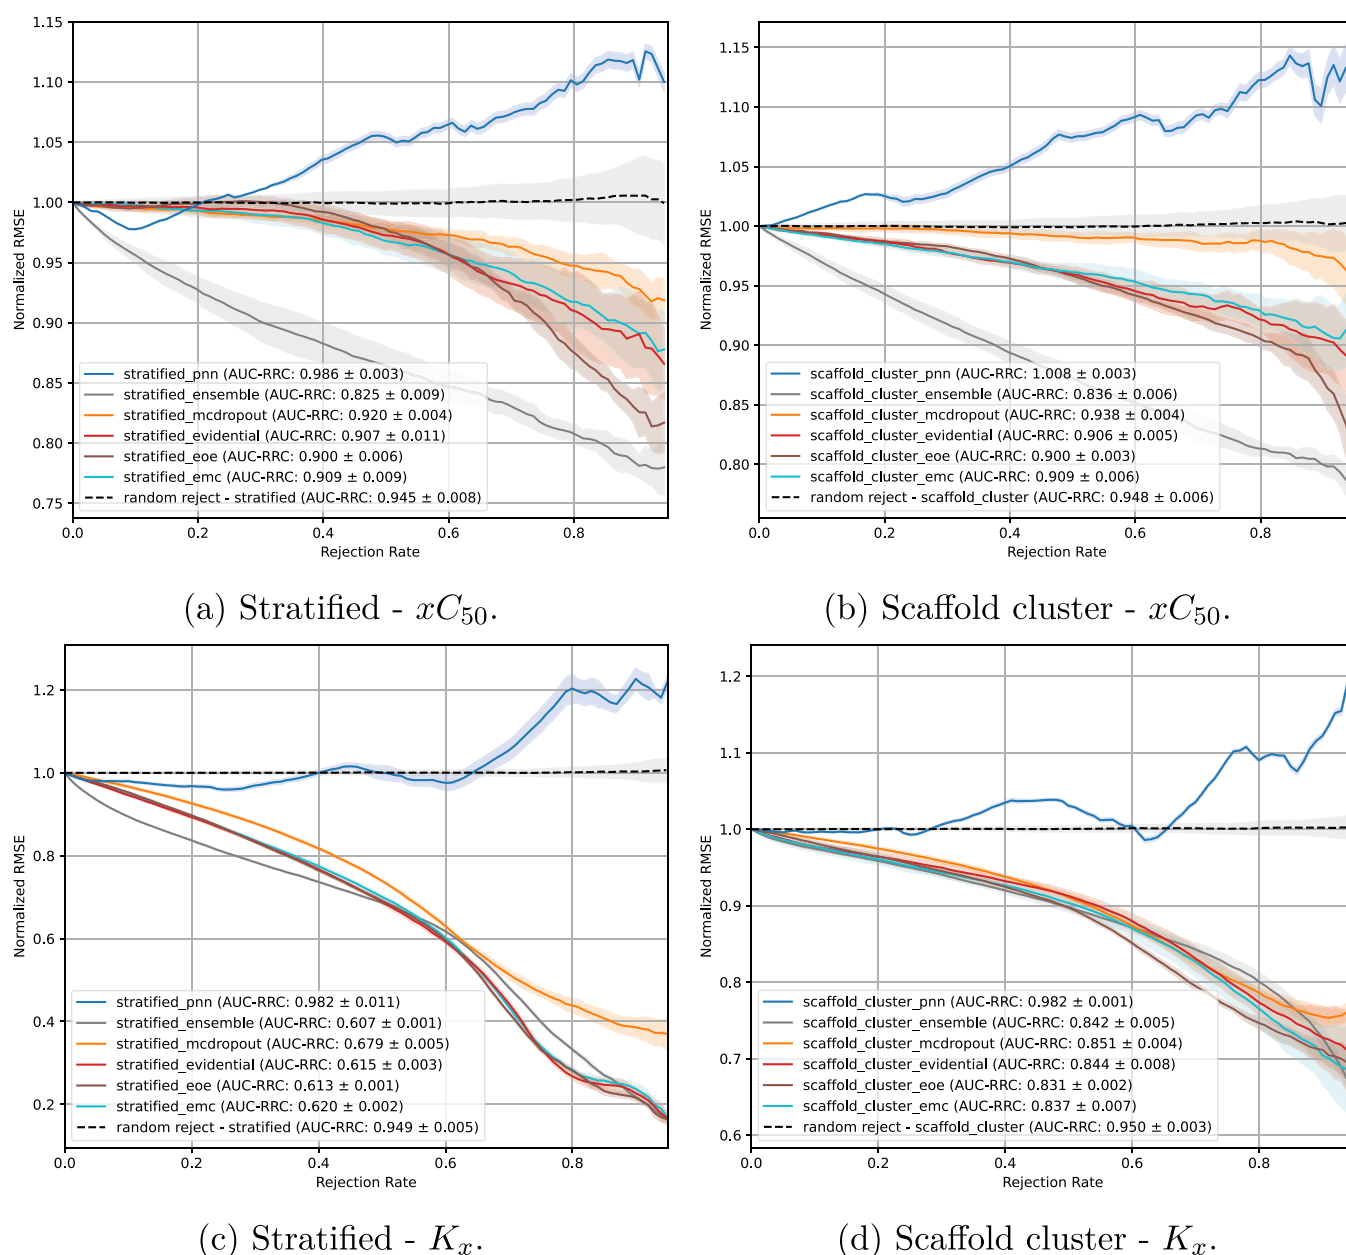 1.15
1.10
1.05
1.00
0.95
0.90
0.85
0.80
0.75
Normalized RMSE
stratified_pnn (AUC-RRC: 0.986 ± 0.003)
stratified_ensemble (AUC-RRC: 0.825 ± 0.009)
stratified_mcdropout (AUC-RRC: 0.920 ± 0.004)
stratified_evidential (AUC-RRC: 0.907 ± 0.011)
stratified_eoe (AUC-RRC: 0.900 ± 0.006)
stratified_emc (AUC-RRC: 0.909 ± 0.009)
random reject - stratified (AUC-RRC: 0.945 ± 0.008)
0.0 0.2 0.4 0.6 0.8
Rejection Rate
(a) Stratified - xC50.
1.15
1.10
1.05
1.00
0.95
0.90
0.85
0.80
Normalized RMSE
scaffold_cluster_pnn (AUC-RRC: 1.008 ± 0.003)
scaffold_cluster_ensemble (AUC-RRC: 0.836 ± 0.006)
scaffold_cluster_mcdropout (AUC-RRC: 0.938 ± 0.004)
scaffold_cluster_evidential (AUC-RRC: 0.906 ± 0.005)
scaffold_cluster_eoe (AUC-RRC: 0.900 ± 0.003)
scaffold_cluster_emc (AUC-RRC: 0.909 ± 0.006)
random reject - scaffold_cluster (AUC-RRC: 0.948 ± 0.006)
0.0 0.2 0.4 0.6 0.8
Rejection Rate
(b) Scaffold cluster - xC50.
1.2
1.0
0.8
0.6
0.4
0.2
Normalized RMSE
stratified_pnn (AUC-RRC: 0.982 ± 0.011)
stratified_ensemble (AUC-RRC: 0.607 ± 0.001)
stratified_mcdropout (AUC-RRC: 0.679 ± 0.005)
stratified_evidential (AUC-RRC: 0.615 ± 0.003)
stratified_eoe (AUC-RRC: 0.613 ± 0.001)
stratified_emc (AUC-RRC: 0.620 ± 0.002)
random reject - stratified (AUC-RRC: 0.949 ± 0.005)
0.0 0.2 0.4 0.6 0.8
Rejection Rate
(c) Stratified - Kx.
1.2
1.1
1.0
0.9
0.8
0.7
0.6
Normalized RMSE
scaffold_cluster_pnn (AUC-RRC: 0.982 ± 0.001)
scaffold_cluster_ensemble (AUC-RRC: 0.842 ± 0.005)
scaffold_cluster_mcdropout (AUC-RRC: 0.851 ± 0.004)
scaffold_cluster_evidential (AUC-RRC: 0.844 ± 0.008)
scaffold_cluster_eoe (AUC-RRC: 0.831 ± 0.002)
scaffold_cluster_emc (AUC-RRC: 0.837 ± 0.007)
random reject - scaffold_cluster (AUC-RRC: 0.950 ± 0.003)
0.0 0.2 0.4 0.6 0.8
Rejection Rate
(d) Scaffold cluster - Kx.